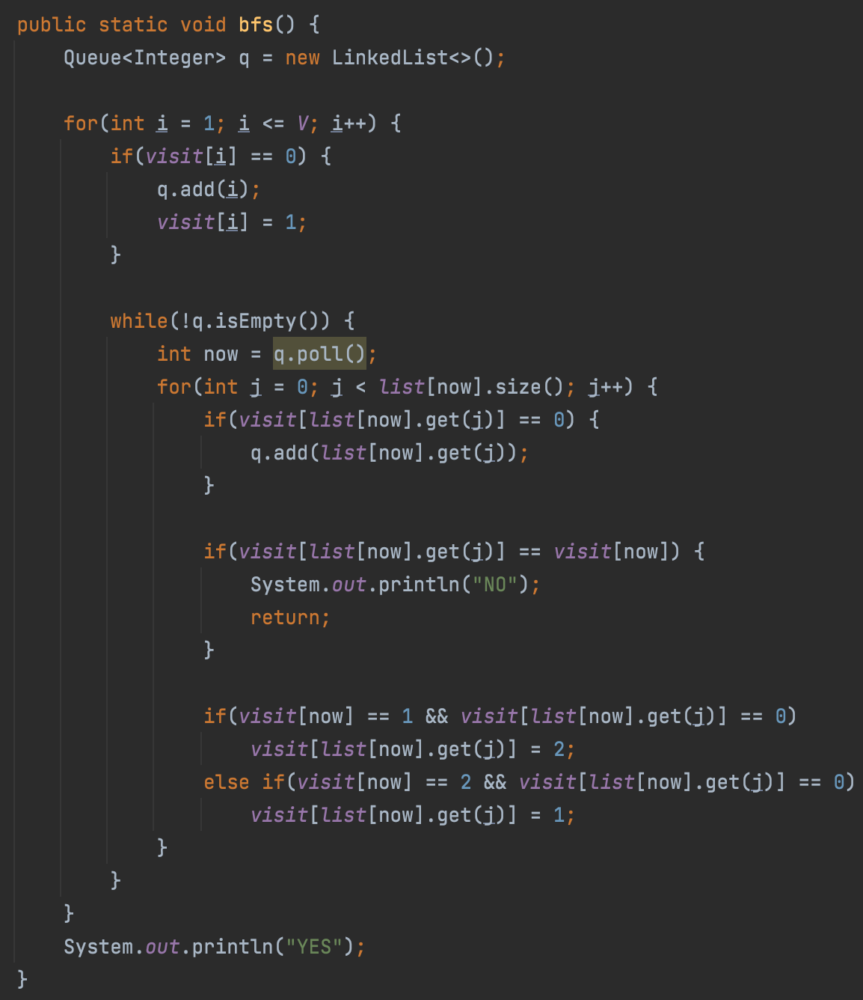 public static void bfs() {
    Queue<Integer> q = new LinkedList<>();
    for(int i = 1; i <= V; i++) {
        if(visit[i] == 0) {
            q.add(i);
            visit[i] = 1;
        }
        while(!q.isEmpty()) {
            int now = q.poll();
            for(int j = 0; j < list[now].size(); j++) {
                if(visit[list[now].get(j)] == 0) {
                    q.add(list[now].get(j));
                }
                if(visit[list[now].get(j)] == visit[now]) {
                    System.out.println("NO");
                    return;
                }
                if(visit[now] == 1 && visit[list[now].get(j)] == 0)
                    visit[list[now].get(j)] = 2;
                else if(visit[now] == 2 && visit[list[now].get(j)] == 0)
                    visit[list[now].get(j)] = 1;
            }
        }
    }
    System.out.println("YES");
}